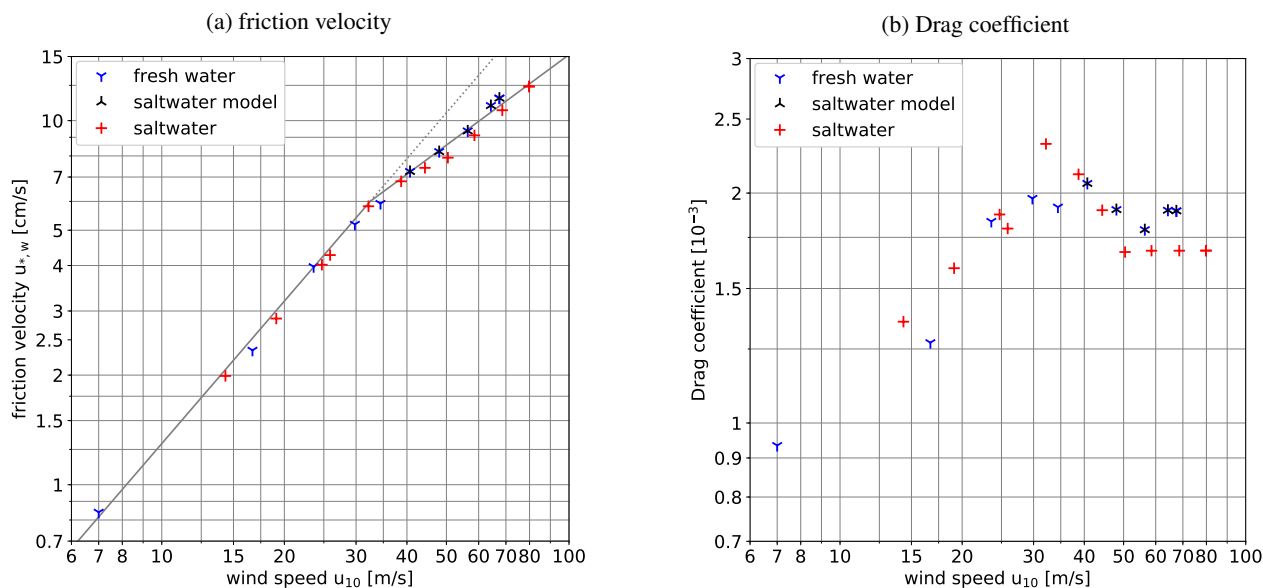 (a) friction velocity
15
10
7
5
4
3
2.5
2
1.5
1
0.7
friction velocity u*,w [cm/s]
fresh water
saltwater model
saltwater
6 7 8 10 15 20 30 40 50 60 70 80 100
wind speed u10 [m/s]
(b) Drag coefficient
3
2.5
2
1.5
1
0.9
0.8
0.7
Drag coefficient [10−3]
fresh water
saltwater model
saltwater
6 7 8 10 15 20 30 40 50 60 70 80 100
wind speed u10 [m/s]